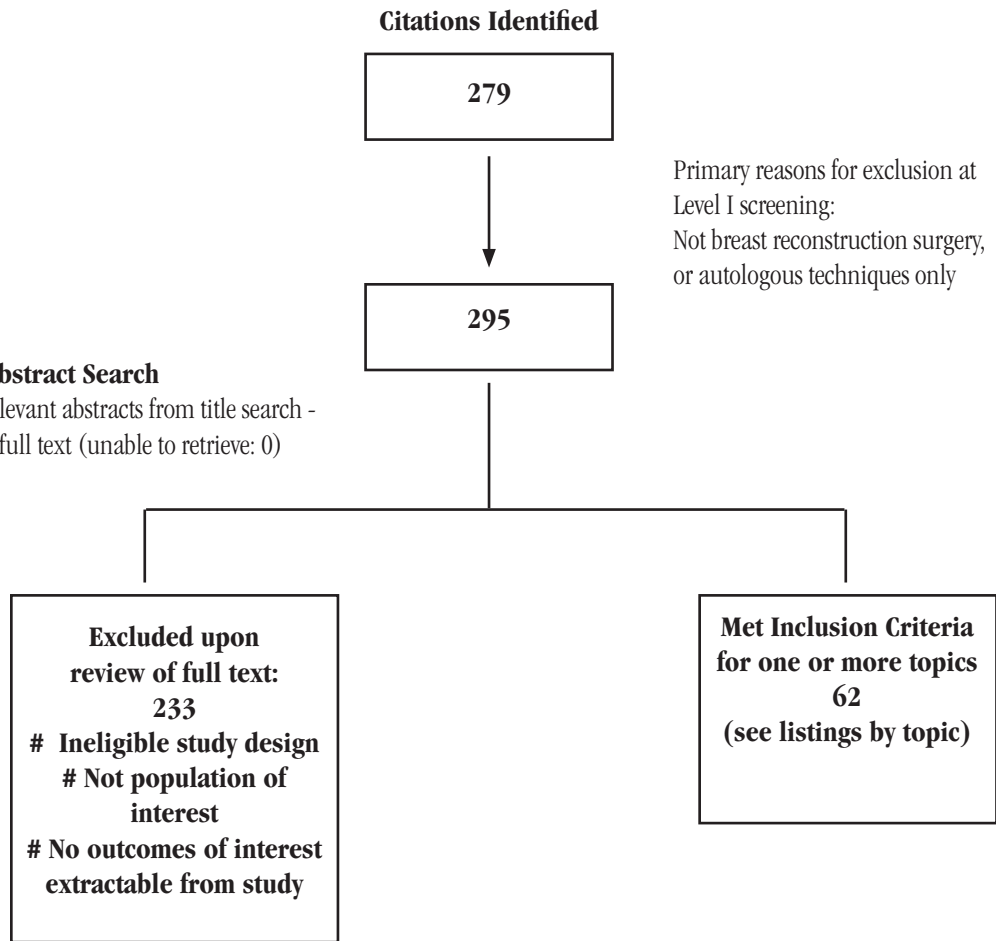 Citations Identified
279
Primary reasons for exclusion at
Level I screening:
Not breast reconstruction surgery,
or autologous techniques only
295
bstract Search
levant abstracts from title search -
full text (unable to retrieve: 0)
Excluded upon
review of full text:
233
# Ineligible study design
# Not population of
interest
# No outcomes of interest
extractable from study
Met Inclusion Criteria
for one or more topics
62
(see listings by topic)